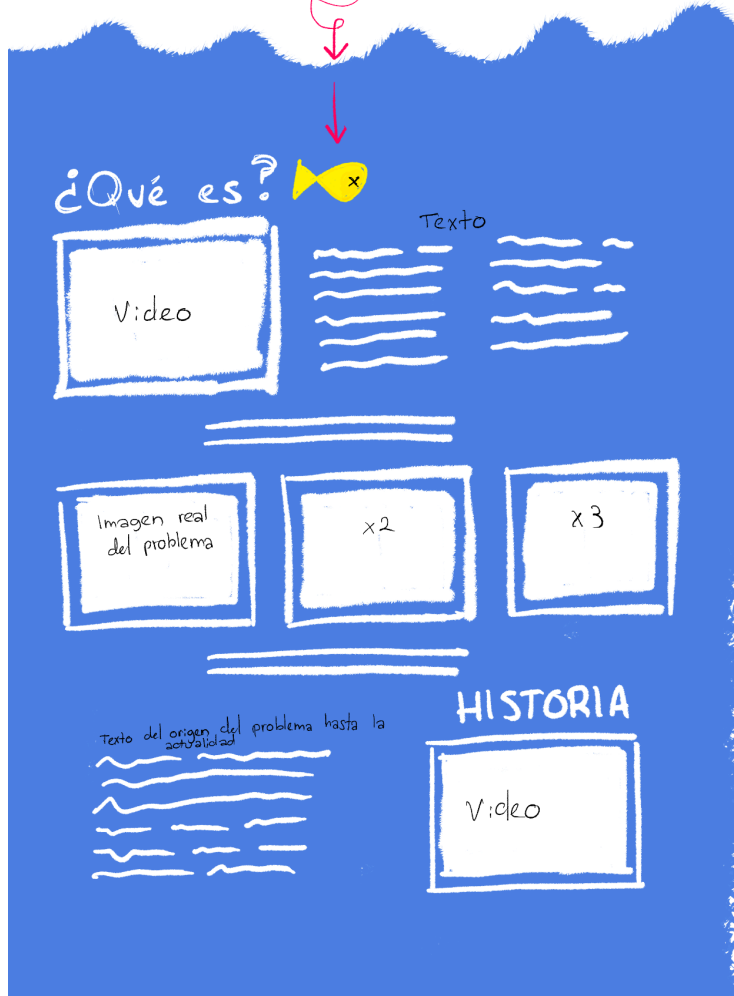 ¿Qué es?
Texto
Video
Imagen real
del problema
x2
x3
HISTORIA
Texto del origen del problema hasta la
actualidad
Video